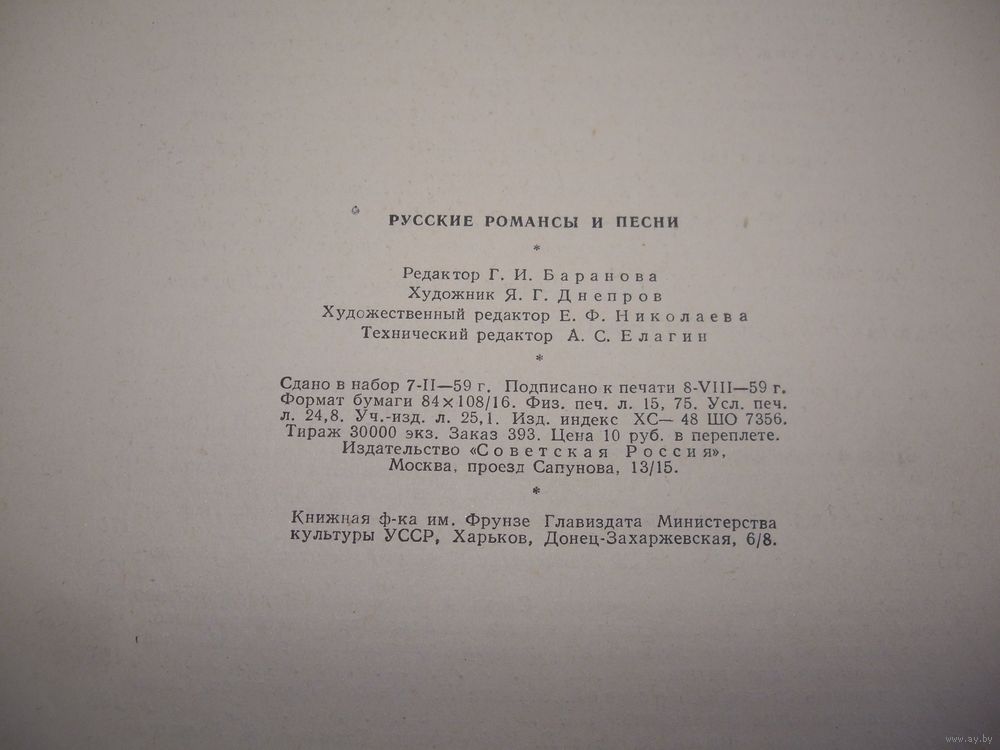 РУССКИЕ РОМАНСЫ И ПЕСНИ
*
Редактор Г. И. Баранова
Художник Я. Г. Днепров
Художественный редактор Е. Ф. Николаева
Технический редактор А. С. Елагин
*
Сдано в набор 7-II—59 г. Подписано к печати 8-VIII—59 г.
Формат бумаги 84×108/16. Физ. печ. л. 15, 75. Усл. печ.
л. 24,8. Уч.-изд. л. 25,1. Изд. индекс ХС— 48 ШО 7356.
Тираж 30000 экз. Заказ 393. Цена 10 руб. в переплете.
Издательство «Советская Россия»,
Москва, проезд Сапунова, 13/15.
*
Книжная ф-ка им. Фрунзе Главиздата Министерства
культуры УССР, Харьков, Донец-Захаржевская, 6/8.
www.ay.by